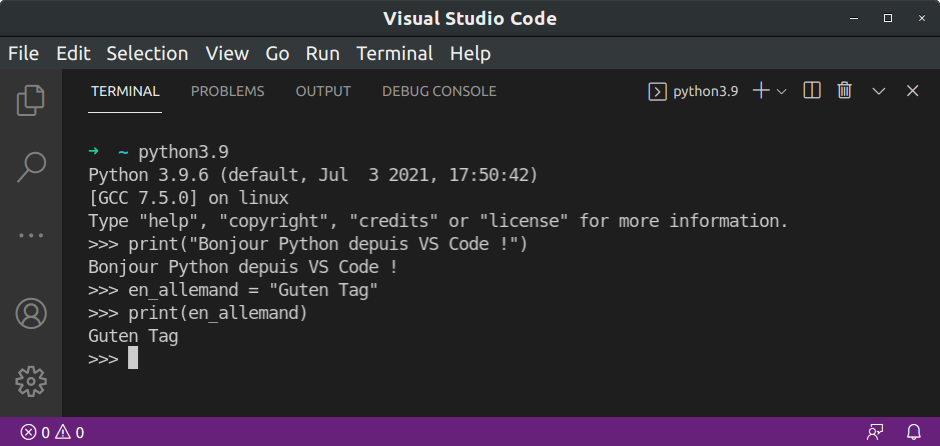 Visual Studio Code
File Edit Selection View Go Run Terminal Help
TERMINAL PROBLEMS OUTPUT DEBUG CONSOLE python3.9
➜ ~ python3.9
Python 3.9.6 (default, Jul  3 2021, 17:50:42)
[GCC 7.5.0] on linux
Type "help", "copyright", "credits" or "license" for more information.
>>> print("Bonjour Python depuis VS Code !")
Bonjour Python depuis VS Code !
>>> en_allemand = "Guten Tag"
>>> print(en_allemand)
Guten Tag
>>>
0 0